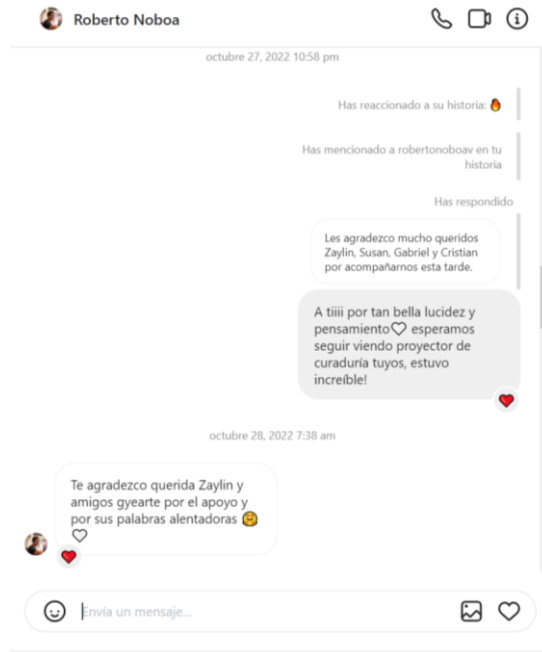 Roberto Noboa
octubre 27, 2022 10:58 pm
Has reaccionado a su historia: 🔥
Has mencionado a robertonoboav en tu
historia
Has respondido
Les agradezco mucho queridos
Zaylin, Susan, Gabriel y Cristian
por acompañarnos esta tarde.
A tiiii por tan bella lucidez y
pensamiento♡ esperamos
seguir viendo proyector de
curaduría tuyos, estuvo
increíble!
octubre 28, 2022 7:38 am
Te agradezco querida Zaylin y
amigos gyearte por el apoyo y
por sus palabras alentadoras 🤗
♡
Envía un mensaje...